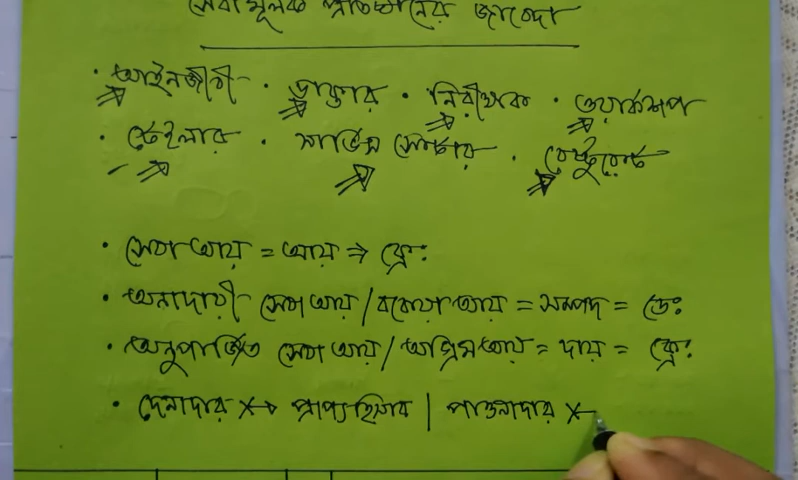 সেবামূলক প্রতিষ্ঠানের জাবেদা
· আইনজীবী · ডাক্তার · নিরীক্ষক · ওয়ার্কশপ
· টেইলার · সার্ভিস সেন্টার · রেস্টুরেন্ট
· সেবা আয় = আয় ⇒ ক্রে:
· অনাদায়ী সেবা আয় / বকেয়া আয় = সম্পদ = ডেঃ
· অনুপার্জিত সেবা আয় / অগ্রিম আয় = দায় = ক্রে:
· দেনাদার ✗→ প্রাপ্য হিসাব | পাওনাদার ✗